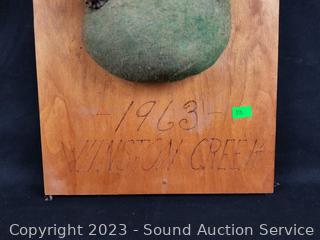 - 1963 -
WINSTON CREEK
Copyright 2023 - Sound Auction Service